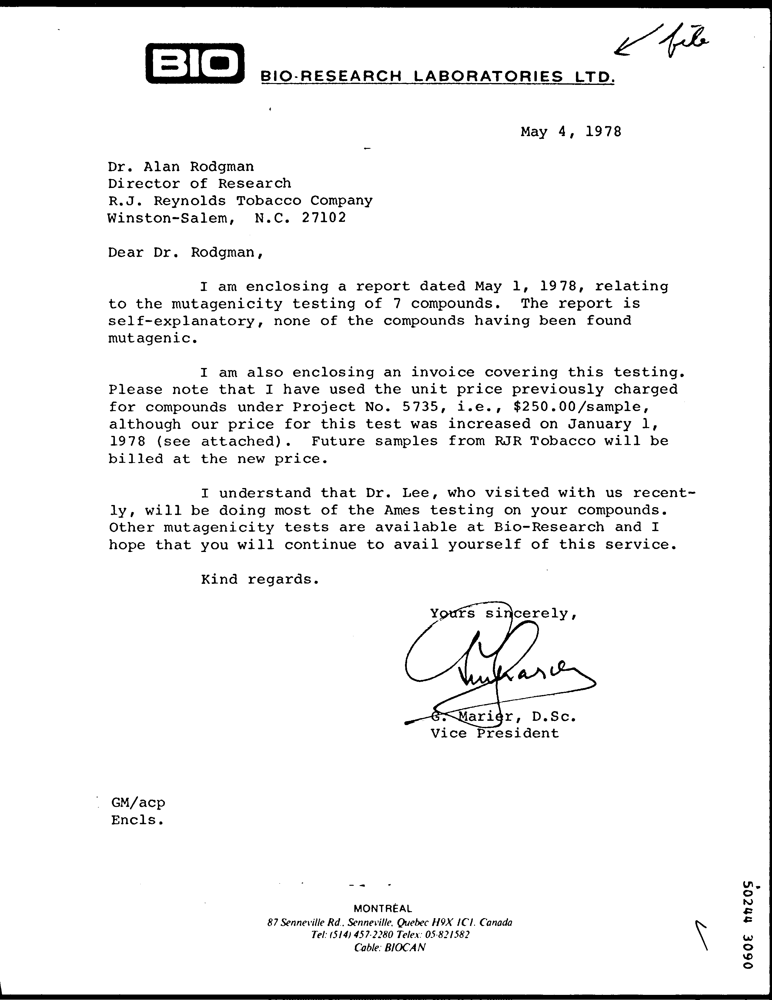 file
BIO
BIO-RESEARCH LABORATORIES LTD.
May 4, 1978
Dr. Alan Rodgman
Director of Research
R.J. Reynolds Tobacco Company
Winston-Salem, N.C. 27102
Dear Dr. Rodgman,
I am enclosing a report dated May 1, 1978, relating
to the mutagenicity testing of 7 compounds. The report is
self-explanatory, none of the compounds having been found
mutagenic.
I am also enclosing an invoice covering this testing.
Please note that I have used the unit price previously charged
for compounds under Project No. 5735, i.e., $250.00/sample,
although our price for this test was increased on January 1,
1978 (see attached). Future samples from RJR Tobacco will be
billed at the new price.
I understand that Dr. Lee, who visited with us recent-
ly, will be doing most of the Ames testing on your compounds.
Other mutagenicity tests are available at Bio-Research and I
hope that you will continue to avail yourself of this service.
Kind regards.
Yours sincerely,
G. Marier, D.Sc.
Vice President
GM/acp
Encls.
MONTRÉAL
87 Senneville Rd., Senneville, Quebec H9X 1C1, Canada
Tel: (514) 457-2280 Telex: 05-821582
Cable: BIOCAN
50244 3090